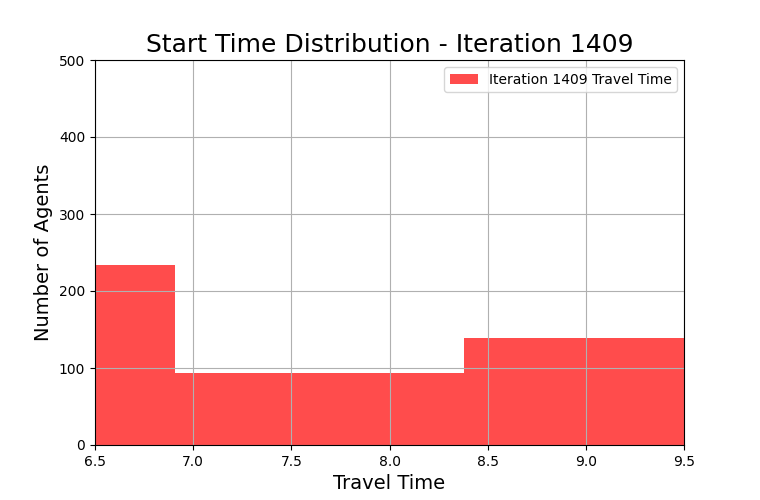 Start Time Distribution - Iteration 1409
Iteration 1409 Travel Time
Number of Agents
500
400
300
200
100
0
6.5 7.0 7.5 8.0 8.5 9.0 9.5
Travel Time